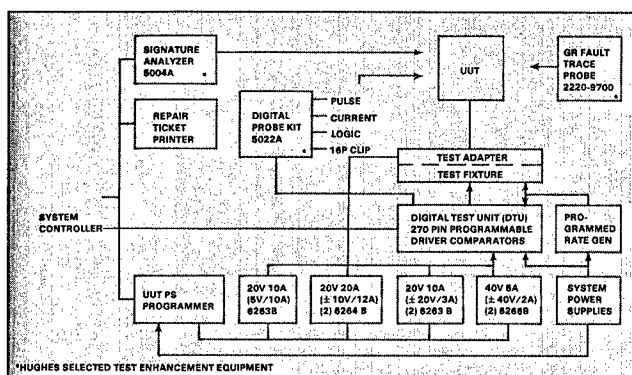 SIGNATURE
ANALYZER
5004A
*
UUT
GR FAULT
TRACE
PROBE
2220-9700
*
REPAIR
TICKET
PRINTER
DIGITAL
PROBE KIT
5022A
*
PULSE
CURRENT
LOGIC
16P CLIP
TEST ADAPTER
TEST FIXTURE
SYSTEM
CONTROLLER
DIGITAL TEST UNIT (DTU)
270 PIN PROGRAMMABLE
DRIVER COMPARATORS
PRO-
GRAMMED
RATE GEN
UUT PS
PROGRAMMER
20V 10A
(5V/10A)
6263B
20V 20A
(± 10V/12A)
(2) 6264 B
20V 10A
(± 20V/3A)
(2) 6263 B
40V 6A
(± 40V/2A)
(2) 6266B
SYSTEM
POWER
SUPPLIES
*HUGHES SELECTED TEST ENHANCEMENT EQUIPMENT